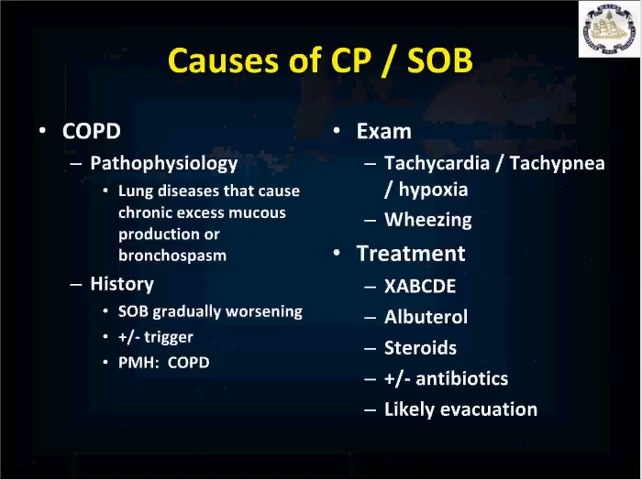 Causes of CP / SOB
• COPD
– Pathophysiology
• Lung diseases that cause
chronic excess mucous
production or
bronchospasm
– History
• SOB gradually worsening
• +/- trigger
• PMH: COPD
• Exam
– Tachycardia / Tachypnea
/ hypoxia
– Wheezing
• Treatment
– XABCDE
– Albuterol
– Steroids
– +/- antibiotics
– Likely evacuation